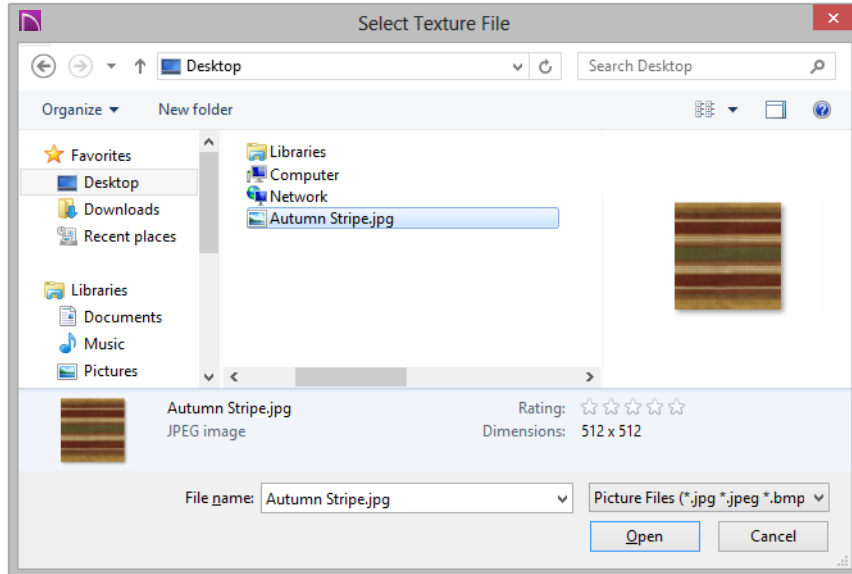 Select Texture File
Desktop
Search Desktop
Organize
New folder
Favorites
Desktop
Downloads
Recent places
Libraries
Documents
Music
Pictures
Libraries
Computer
Network
Autumn Stripe.jpg
Autumn Stripe.jpg
JPEG image
Rating:
Dimensions: 512 x 512
File name: Autumn Stripe.jpg
Picture Files (*.jpg *.jpeg *.bmp
Open
Cancel